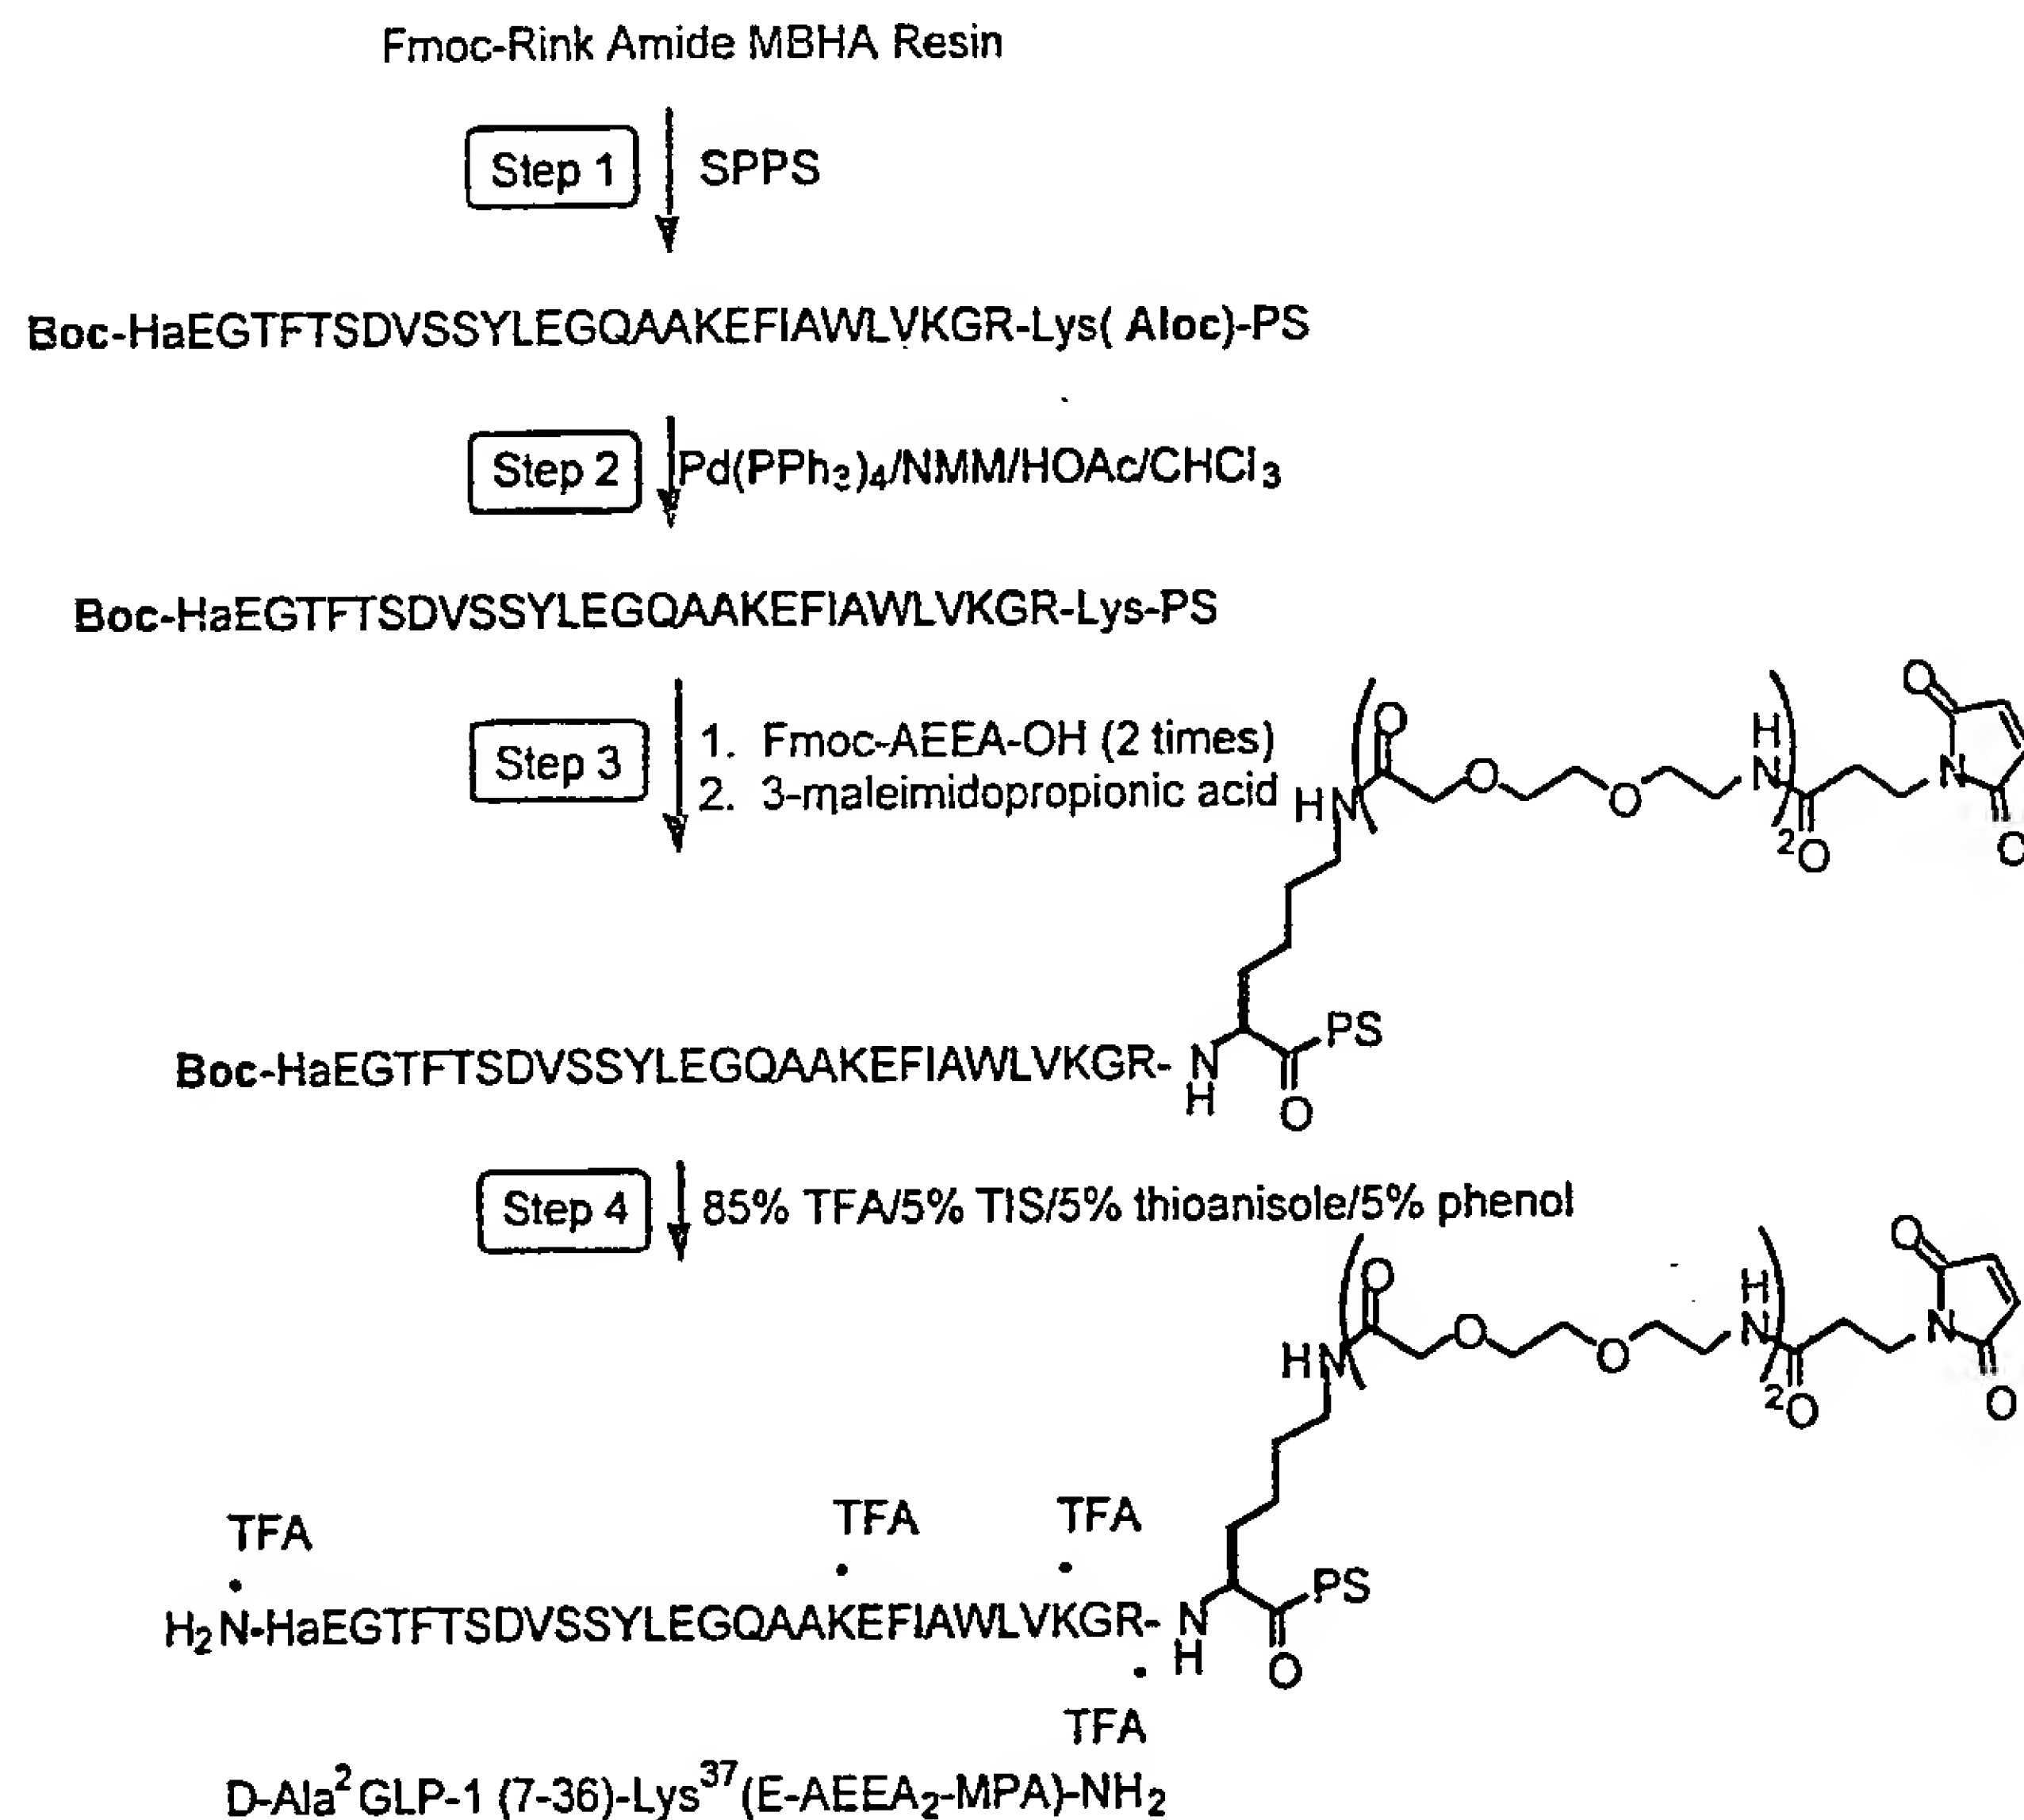 Fmoc-Rink Amide MBHA Resin
Step 1
SPPS
Boc-HaEGTFTSDVSSYLEGQAAKEFIAWLVKGR-Lys( Aloc)-PS
Step 2
Pd(PPh3)4/NMM/HOAc/CHCl3
Boc-HaEGTFTSDVSSYLEGQAAKEFIAWLVKGR-Lys-PS
Step 3
1. Fmoc-AEEA-OH (2 times)
2. 3-maleimidopropionic acid
HN
O
O
O
H
N
2
O
O
N
O
PS
Boc-HaEGTFTSDVSSYLEGQAAKEFIAWLVKGR-
N
H
O
Step 4
85% TFA/5% TIS/5% thioanisole/5% phenol
HN
O
O
O
H
N
2
O
O
N
O
TFA
TFA
TFA
PS
H2N-HaEGTFTSDVSSYLEGQAAKEFIAWLVKGR-
N
H
O
TFA
D-Ala2GLP-1 (7-36)-Lys37(E-AEEA2-MPA)-NH2